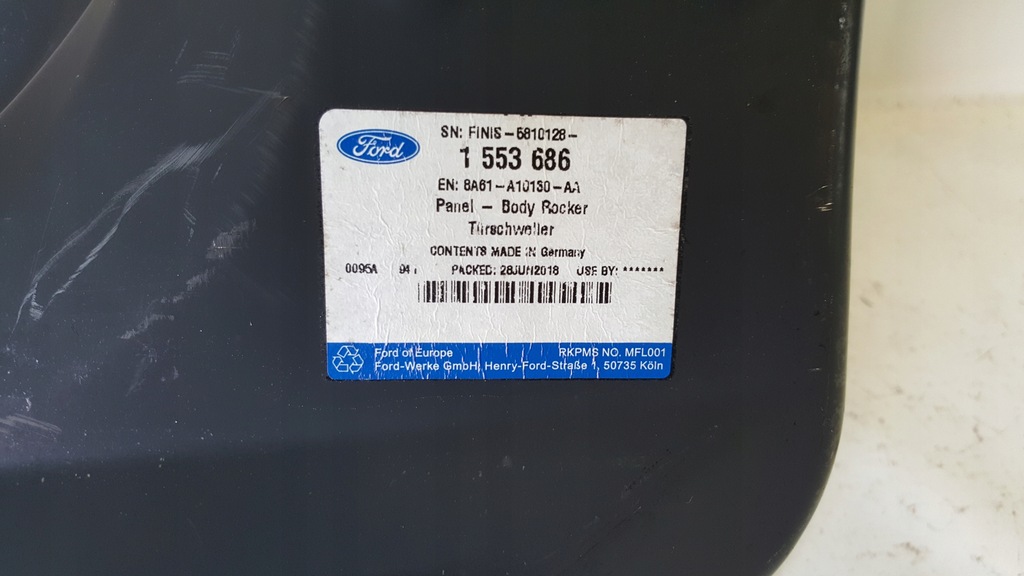 Ford
SN: FINIS-6810128-
1 553 686
EN: 8A61-A10130-AA
Panel - Body Rocker
Türschweller
CONTENTS MADE IN Germany
0095A PACKED: 28JUN2018 USE BY: *******
Ford of Europe RKPMS NO. MFL001
Ford-Werke GmbH, Henry-Ford-Straße 1, 50735 Köln